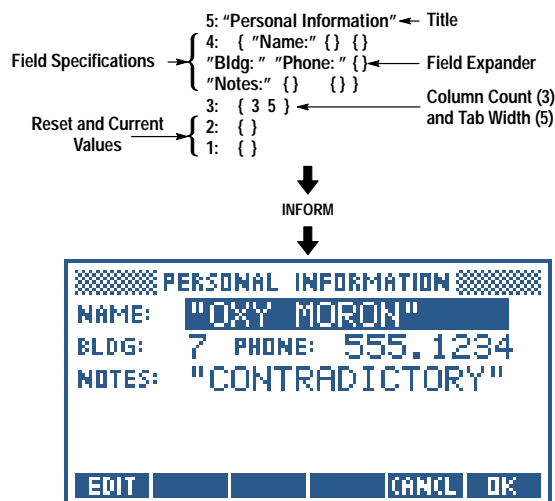 5: “Personal Information” Title
Field Specifications 4: { "Name:" {} {}
"Bldg: " "Phone: " {} Field Expander
"Notes:" {} {} }
3: { 3 5 } Column Count (3) and Tab Width (5)
Reset and Current Values 2: { }
1: { }
INFORM
PERSONAL INFORMATION
NAME: "OXY MORON"
BLDG: 7 PHONE: 555.1234
NOTES: "CONTRADICTORY"
EDIT CANCL OK